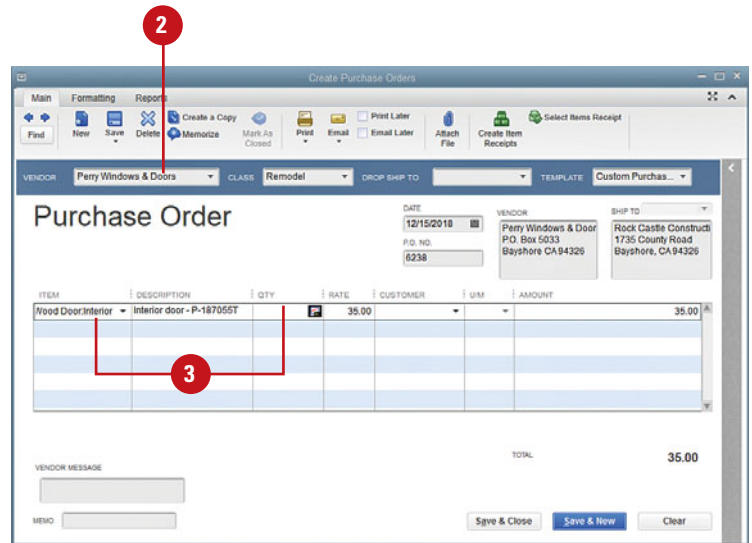 2
Create Purchase Orders
Main Formatting Reports
Find New Save Delete Create a Copy Memorize Mark As Closed Print Email Print Later Email Later Attach File Create Item Receipts Select Items Receipt
VENDOR Perry Windows & Doors CLASS Remodel DROP SHIP TO TEMPLATE Custom Purchas...
Purchase Order
DATE
12/15/2018
P.O. NO.
6238
VENDOR
Perry Windows & Door
P.O. Box 5033
Bayshore CA 94326
SHIP TO
Rock Castle Constructi
1735 County Road
Bayshore, CA 94326
ITEM DESCRIPTION QTY RATE CUSTOMER U/M AMOUNT
Wood Door:Interior Interior door - P-187055T 35.00 35.00
3
TOTAL 35.00
VENDOR MESSAGE
MEMO
Save & Close Save & New Clear